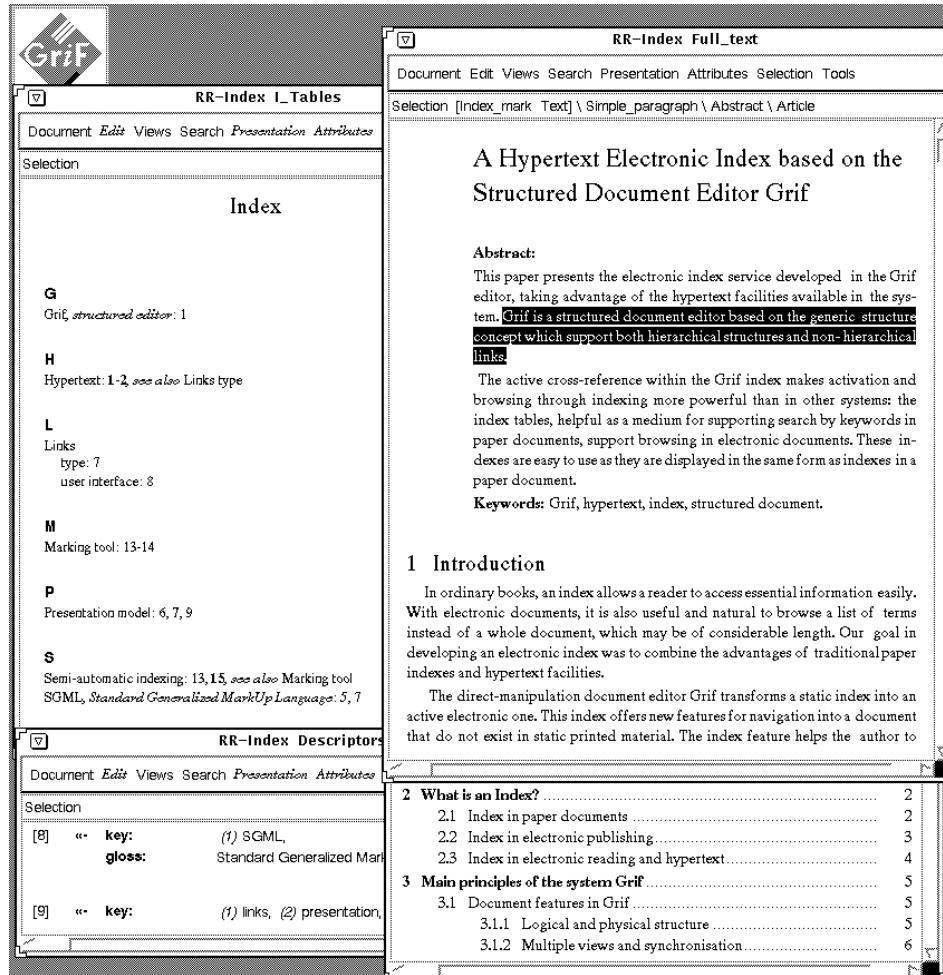 GriF
RR-Index I_Tables
Document Edit Views Search Presentation Attributes
Selection
Index
G
Grif, structured editor: 1
H
Hypertext: 1-2, see also Links type
L
Links
type: 7
user interface: 8
M
Marking tool: 13-14
P
Presentation model: 6, 7, 9
S
Semi-automatic indexing: 13, 15, see also Marking tool
SGML, Standard Generalized MarkUp Language: 5, 7
RR-Index Descriptors
Document Edit Views Search Presentation Attributes
Selection
[8] «- key: (1) SGML,
gloss: Standard Generalized Mark
[9] «- key: (1) links, (2) presentation,
RR-Index Full_text
Document Edit Views Search Presentation Attributes Selection Tools
Selection [Index_mark Text] \ Simple_paragraph \ Abstract \ Article
A Hypertext Electronic Index based on the
Structured Document Editor Grif
Abstract:
This paper presents the electronic index service developed in the Grif
editor, taking advantage of the hypertext facilities available in the sys-
tem. Grif is a structured document editor based on the generic structure
concept which support both hierarchical structures and non- hierarchical
links.
The active cross-reference within the Grif index makes activation and
browsing through indexing more powerful than in other systems: the
index tables, helpful as a medium for supporting search by keywords in
paper documents, support browsing in electronic documents. These in-
dexes are easy to use as they are displayed in the same form as indexes in a
paper document.
Keywords: Grif, hypertext, index, structured document.
1 Introduction
In ordinary books, an index allows a reader to access essential information easily.
With electronic documents, it is also useful and natural to browse a list of terms
instead of a whole document, which may be of considerable length. Our goal in
developing an electronic index was to combine the advantages of traditional paper
indexes and hypertext facilities.
The direct-manipulation document editor Grif transforms a static index into an
active electronic one. This index offers new features for navigation into a document
that do not exist in static printed material. The index feature helps the author to
2 What is an Index? 2
2.1 Index in paper documents 2
2.2 Index in electronic publishing 3
2.3 Index in electronic reading and hypertext 4
3 Main principles of the system Grif 5
3.1 Document features in Grif 5
3.1.1 Logical and physical structure 5
3.1.2 Multiple views and synchronisation 6